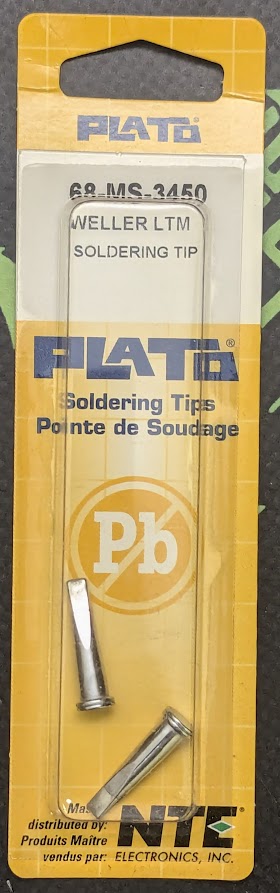 PLATO
68-MS-3450
WELLER LTM
SOLDERING TIP
PLATO®
Soldering Tips
Pointe de Soudage
Pb
distributed by:
Produits Maître
vendus par:
NTE®
ELECTRONICS, INC.